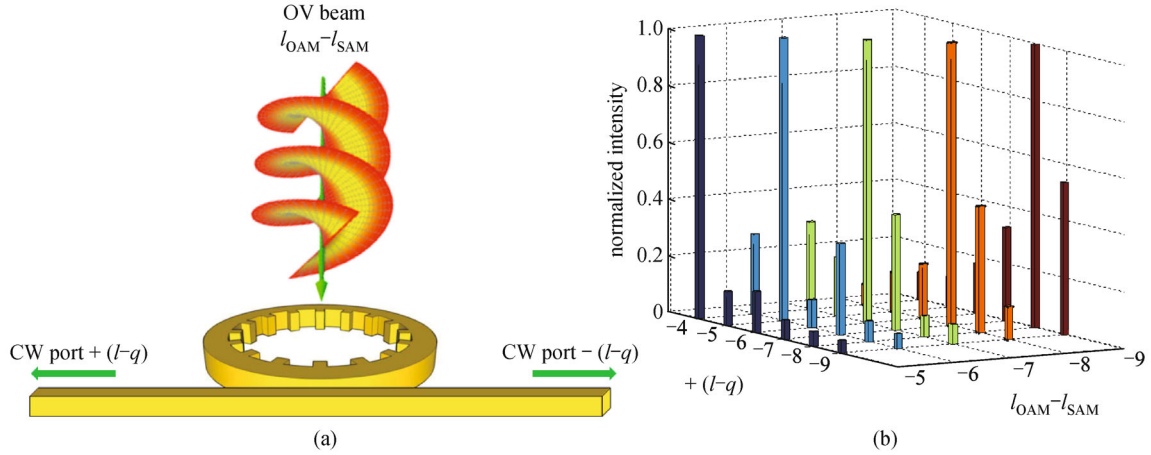 OV beam
l_OAM−l_SAM
CW port + (l−q)
CW port − (l−q)
(a)
normalized intensity
1.0
0.8
0.6
0.4
0.2
0
−4
−5
−6
−7
−8
−9
+ (l−q)
−5
−6
−7
−8
−9
l_OAM−l_SAM
(b)